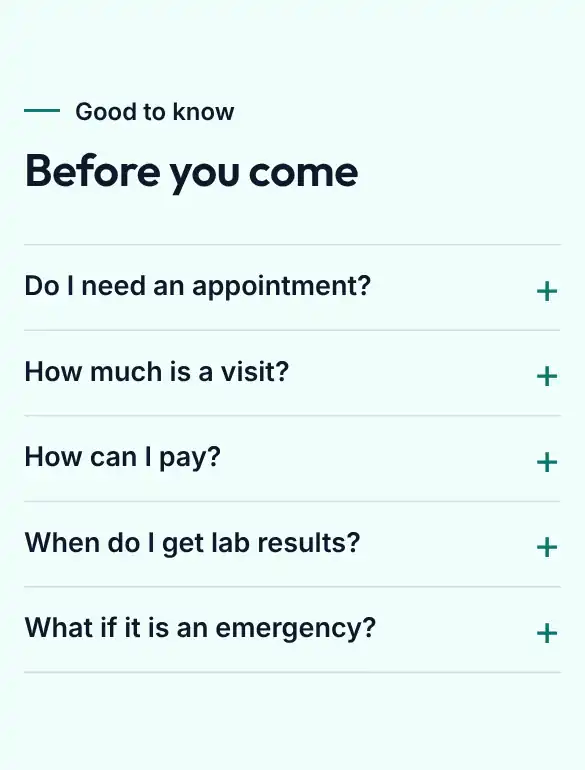 Good to know
Before you come
Do I need an appointment?
How much is a visit?
How can I pay?
When do I get lab results?
What if it is an emergency?